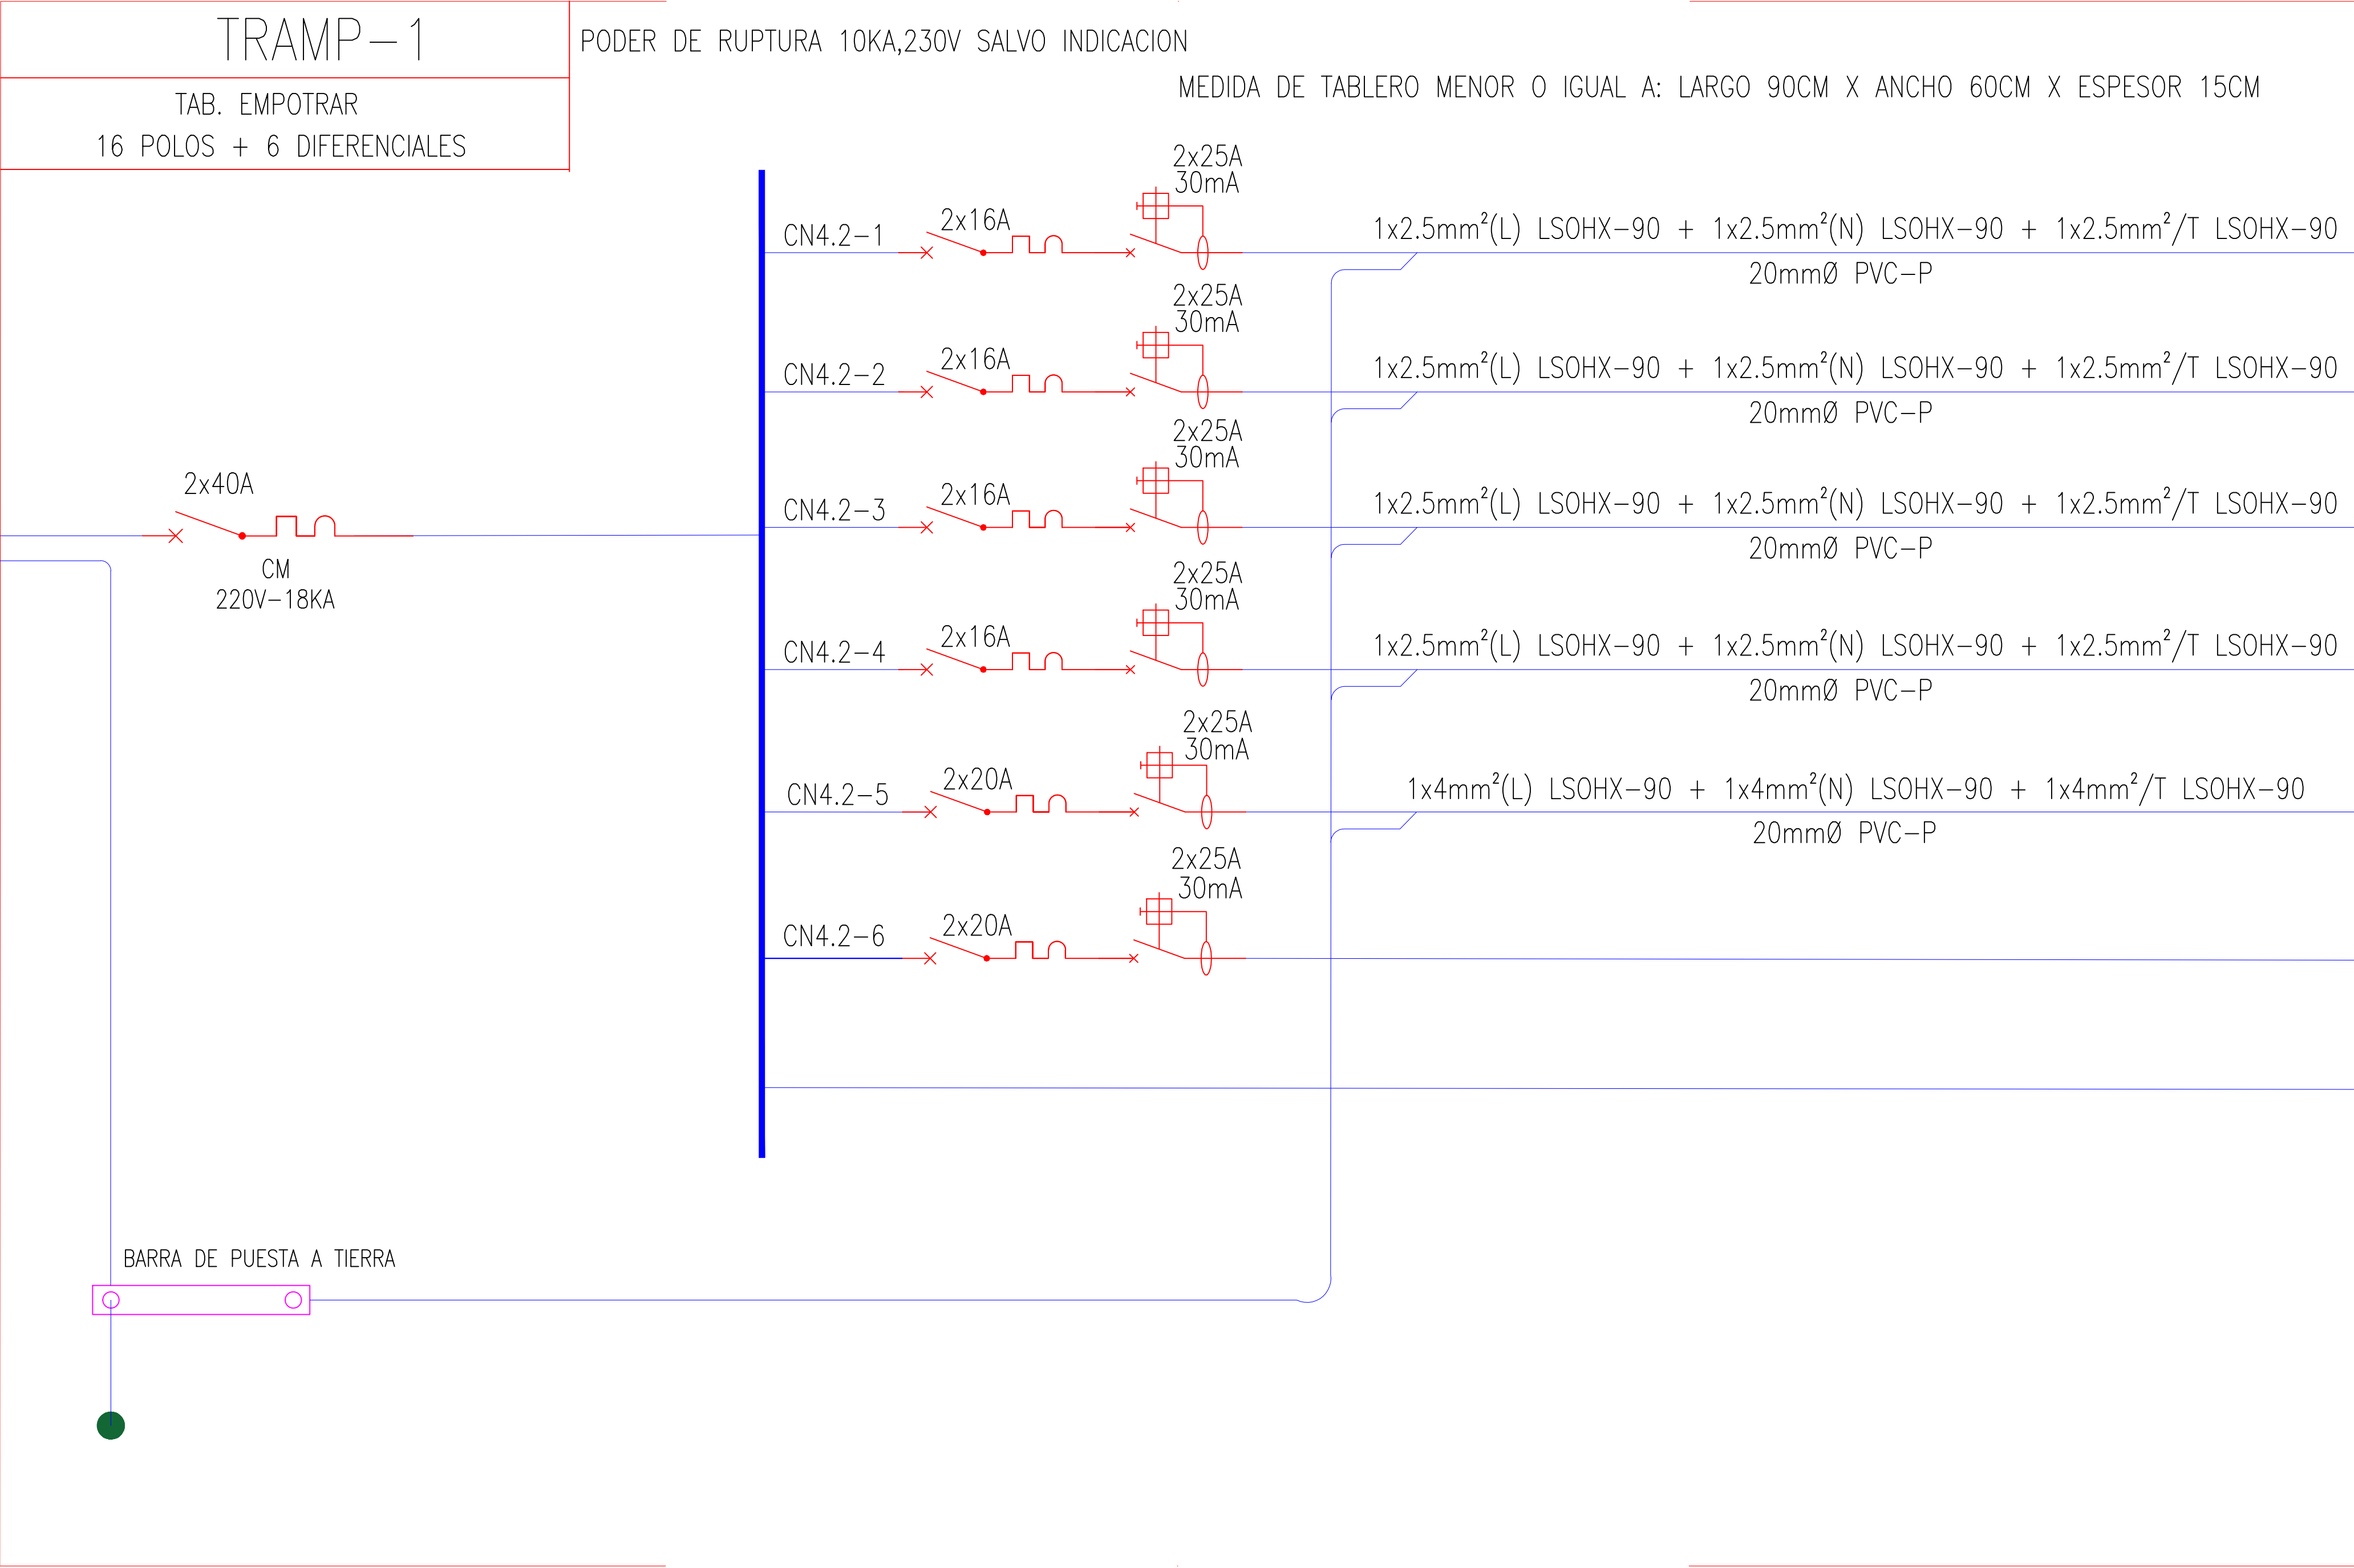 TRAMP-1
PODER DE RUPTURA 10KA,230V SALVO INDICACION
MEDIDA DE TABLERO MENOR O IGUAL A: LARGO 90CM X ANCHO 60CM X ESPESOR 15CM
TAB. EMPOTRAR
16 POLOS + 6 DIFERENCIALES
2x25A
30mA
CN4.2-1
2x16A
1x2.5mm²(L) LSOHX-90 + 1x2.5mm²(N) LSOHX-90 + 1x2.5mm²/T LSOHX-90
20mmØ PVC-P
2x25A
30mA
CN4.2-2
2x16A
1x2.5mm²(L) LSOHX-90 + 1x2.5mm²(N) LSOHX-90 + 1x2.5mm²/T LSOHX-90
20mmØ PVC-P
2x25A
30mA
CN4.2-3
2x16A
1x2.5mm²(L) LSOHX-90 + 1x2.5mm²(N) LSOHX-90 + 1x2.5mm²/T LSOHX-90
20mmØ PVC-P
2x40A
CM
220V-18KA
2x25A
30mA
CN4.2-4
2x16A
1x2.5mm²(L) LSOHX-90 + 1x2.5mm²(N) LSOHX-90 + 1x2.5mm²/T LSOHX-90
20mmØ PVC-P
2x25A
30mA
CN4.2-5
2x20A
1x4mm²(L) LSOHX-90 + 1x4mm²(N) LSOHX-90 + 1x4mm²/T LSOHX-90
20mmØ PVC-P
2x25A
30mA
CN4.2-6
2x20A
BARRA DE PUESTA A TIERRA